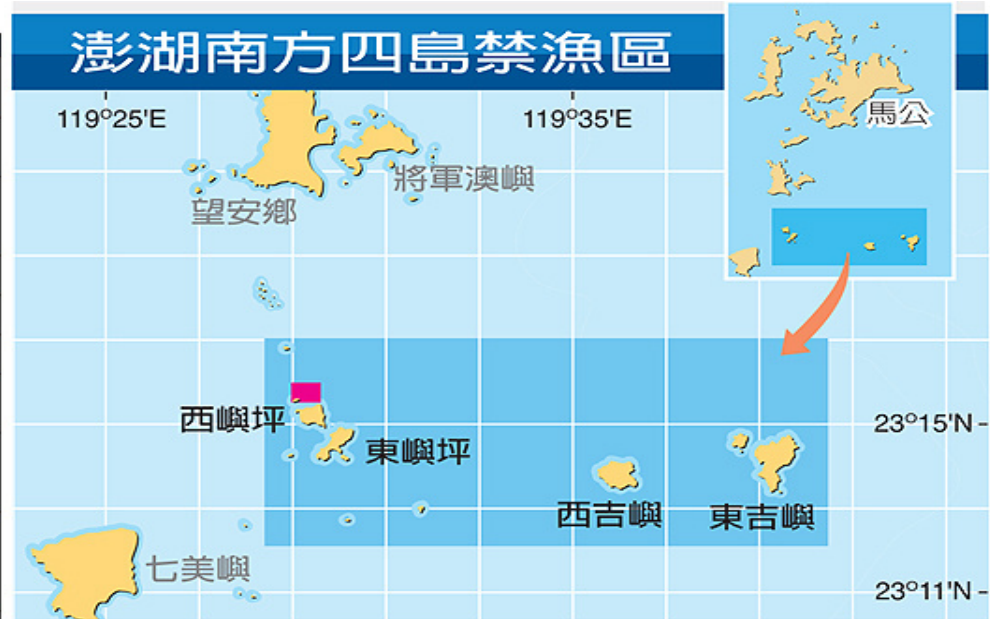 澎湖南方四島禁漁區
119°25'E
119°35'E
馬公
將軍澳嶼
望安鄉
西嶼坪
23°15'N
東嶼坪
西吉嶼
東吉嶼
七美嶼
23°11'N